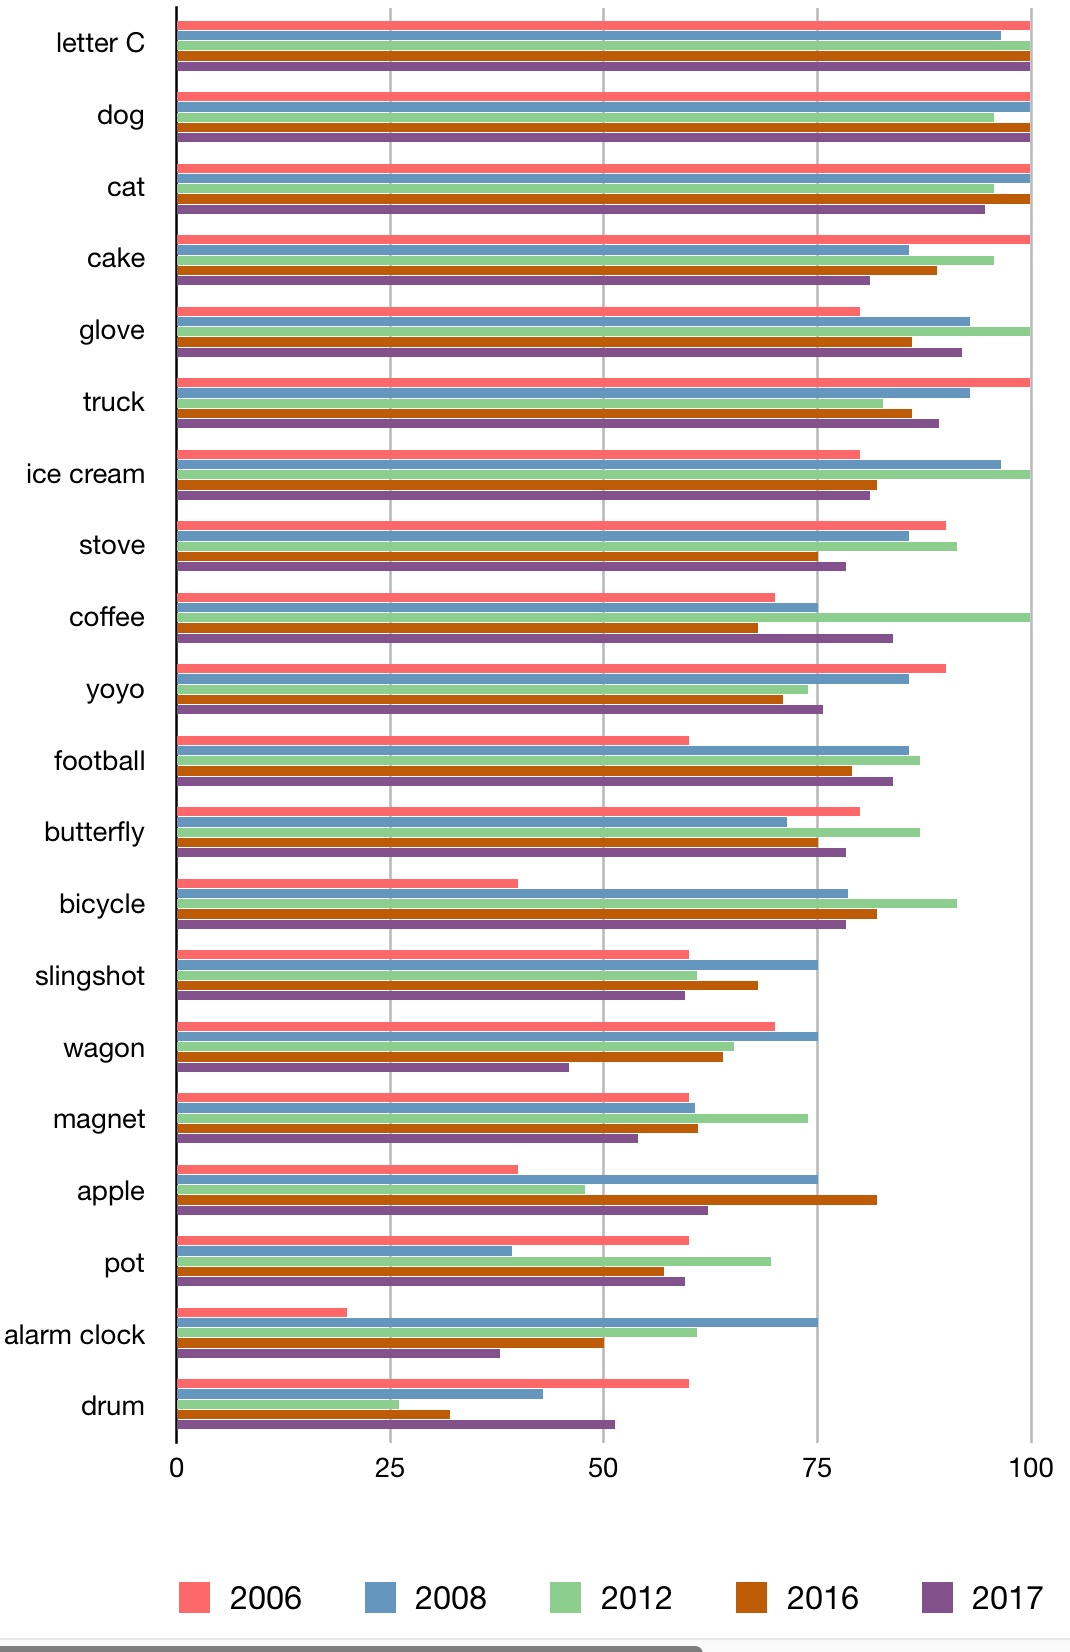 letter C
dog
cat
cake
glove
truck
ice cream
stove
coffee
yoyo
football
butterfly
bicycle
slingshot
wagon
magnet
apple
pot
alarm clock
drum
0 25 50 75 100
2006 2008 2012 2016 2017